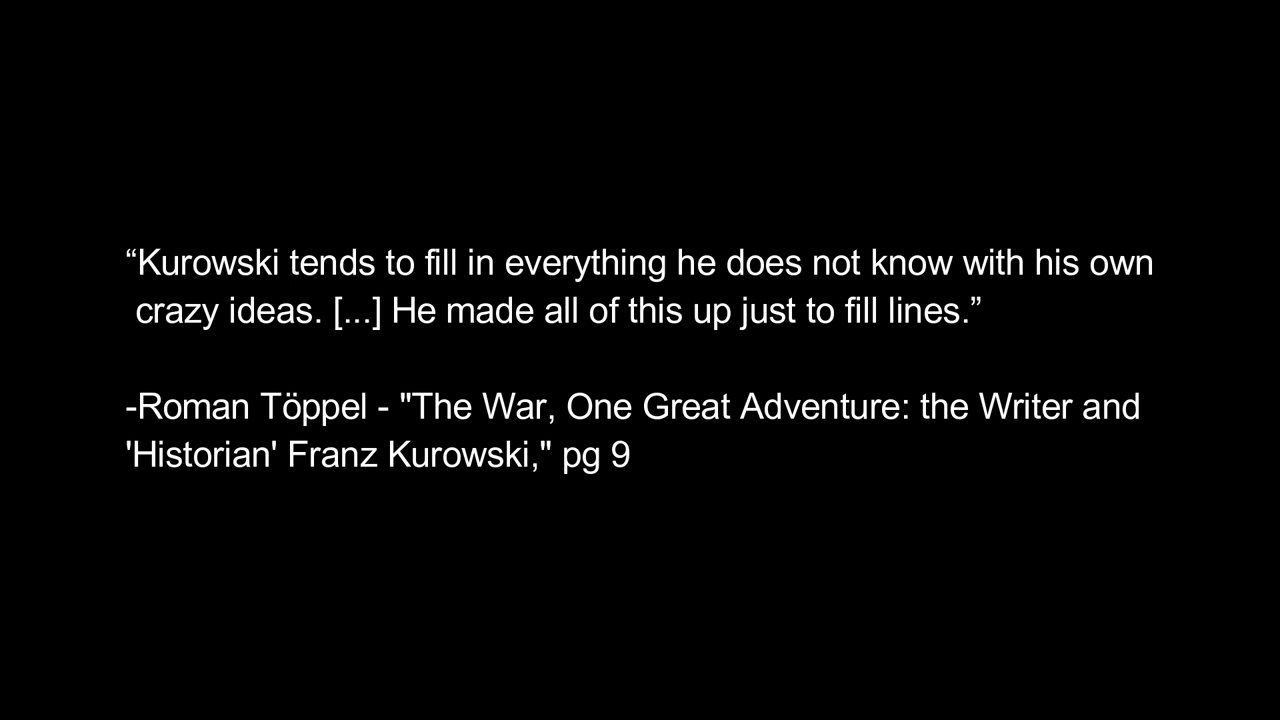 “Kurowski tends to fill in everything he does not know with his own
crazy ideas. [...] He made all of this up just to fill lines.”
-Roman Töppel - "The War, One Great Adventure: the Writer and
'Historian' Franz Kurowski," pg 9